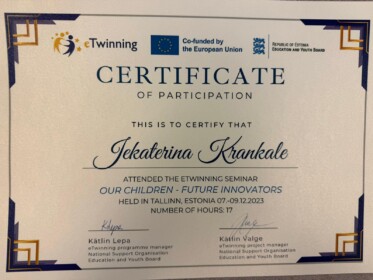 eTwinning
Co-funded by
the European Union
REPUBLIC OF ESTONIA
EDUCATION AND YOUTH BOARD
CERTIFICATE
OF PARTICIPATION
THIS IS TO CERTIFY THAT
Jekaterina Krankale
ATTENDED THE ETWINNING SEMINAR
OUR CHILDREN - FUTURE INNOVATORS
HELD IN TALLINN, ESTONIA 07.-09.12.2023
NUMBER OF HOURS: 17
Kätlin Lepa
eTwinning programme manager
National Support Organisation
Education and Youth Board
Katlin Valge
eTwinning project manager
National Support Organisation
Education and Youth Board